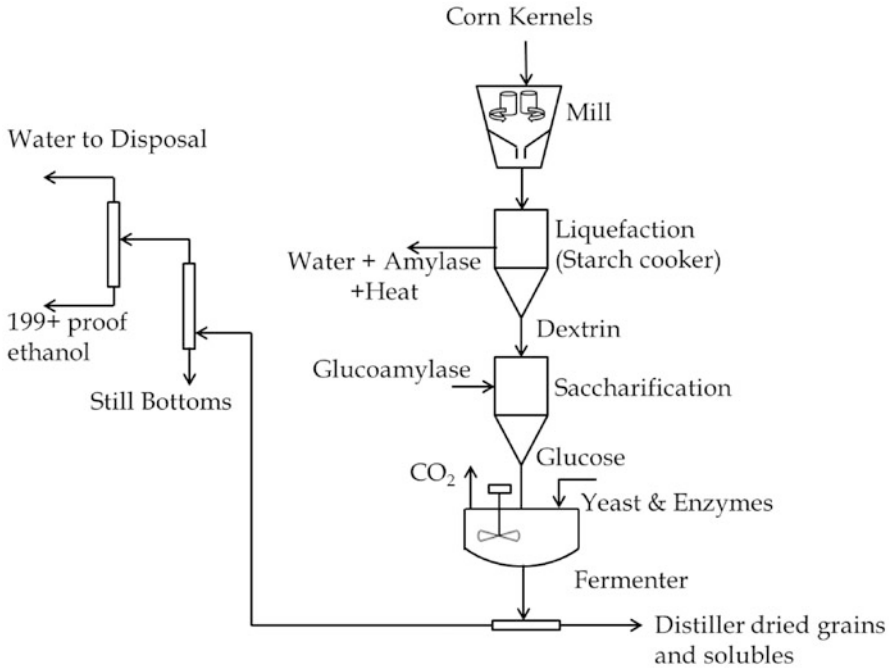 Corn Kernels
Mill
Water to Disposal
Liquefaction
(Starch cooker)
Water + Amylase
+Heat
199+ proof
ethanol
Dextrin
Glucoamylase
Saccharification
Still Bottoms
Glucose
CO₂
Yeast & Enzymes
Fermenter
Distiller dried grains
and solubles